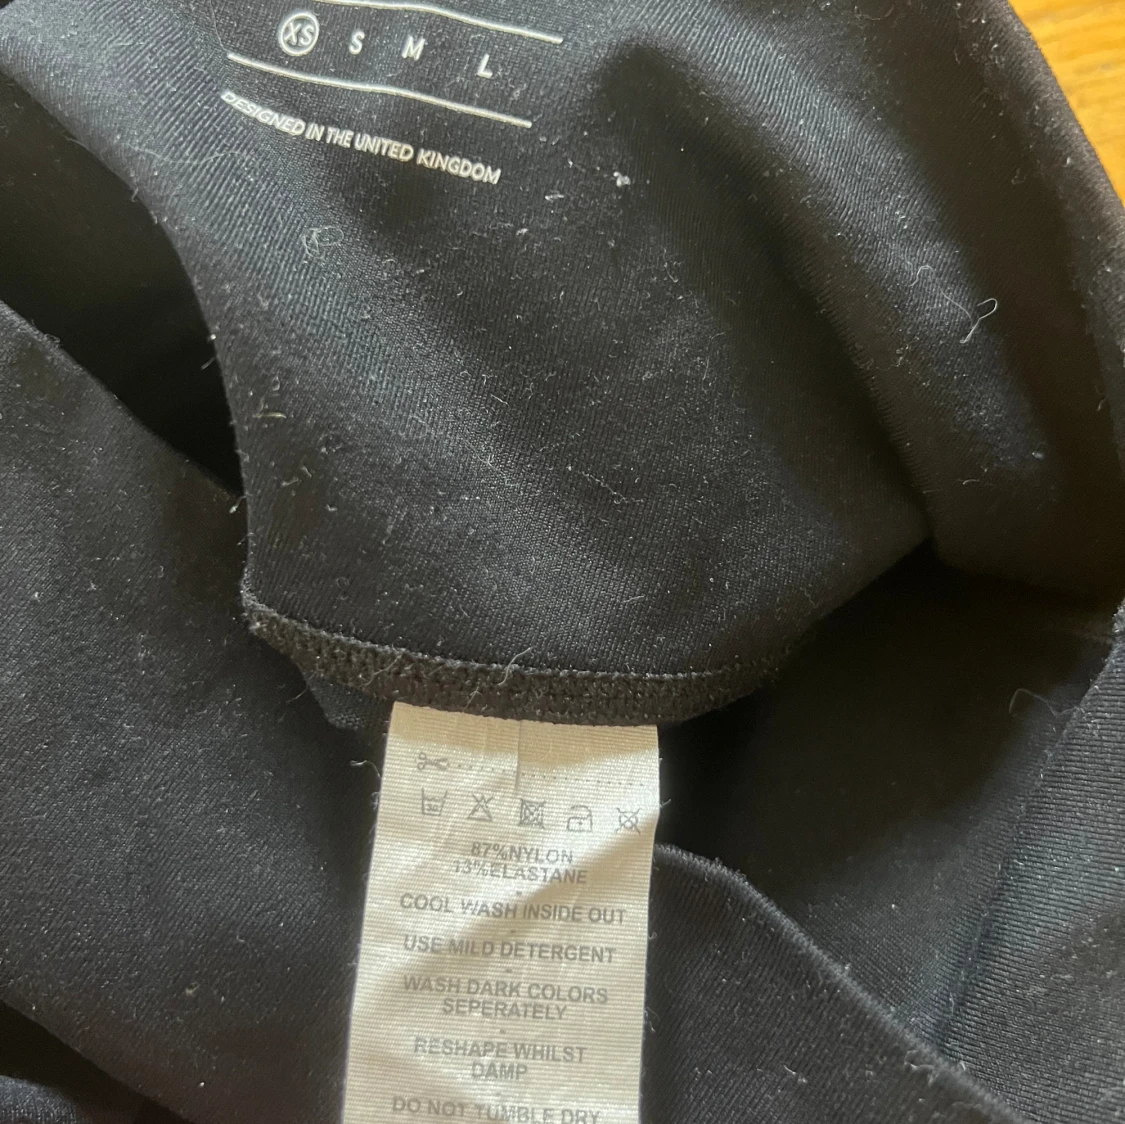 XS S M L
DESIGNED IN THE UNITED KINGDOM
87%NYLON
13%ELASTANE
-
COOL WASH INSIDE OUT
-
USE MILD DETERGENT
-
WASH DARK COLORS
SEPERATELY
-
RESHAPE WHILST
DAMP
-
DO NOT TUMBLE DRY